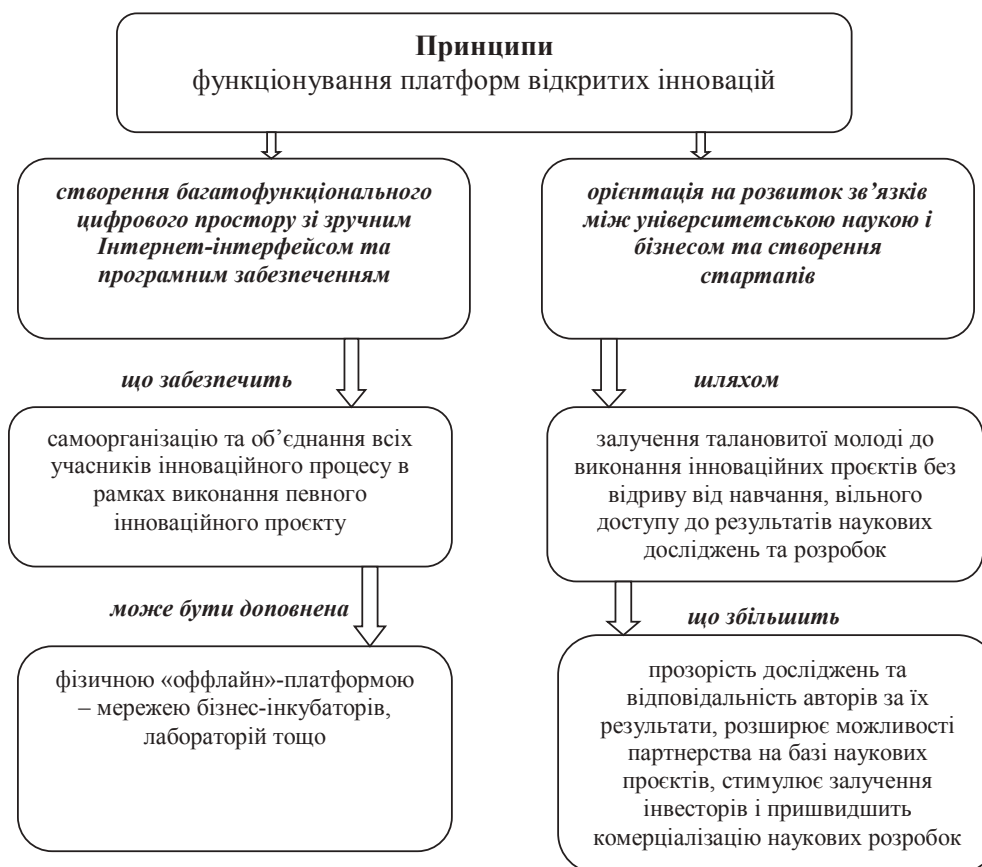 Принципи
функціонування платформ відкритих інновацій
створення багатофункціонального
цифрового простору зі зручним
Інтернет-інтерфейсом та
програмним забезпеченням
що забезпечить
самоорганізацію та об’єднання всіх
учасників інноваційного процесу в
рамках виконання певного
інноваційного проєкту
може бути доповнена
фізичною «оффлайн»-платформою
– мережею бізнес-інкубаторів,
лабораторій тощо
орієнтація на розвиток зв’язків
між університетською наукою і
бізнесом та створення
стартапів
шляхом
залучення талановитої молоді до
виконання інноваційних проєктів без
відриву від навчання, вільного
доступу до результатів наукових
досліджень та розробок
що збільшить
прозорість досліджень та
відповідальність авторів за їх
результати, розширює можливості
партнерства на базі наукових
проєктів, стимулює залучення
інвесторів і пришвидшить
комерціалізацію наукових розробок